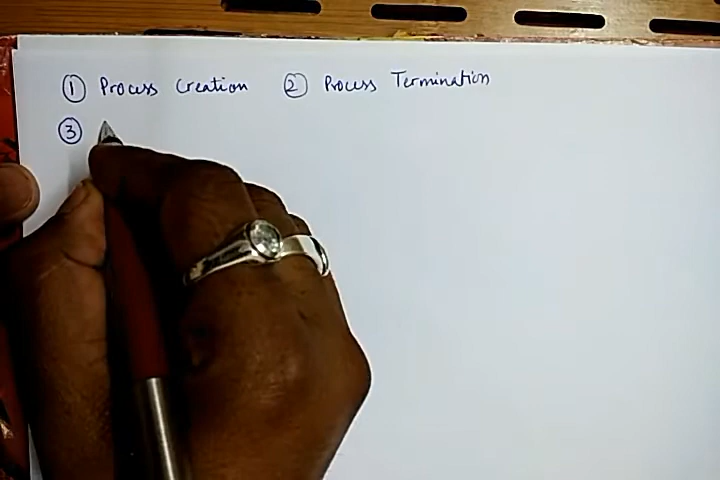 ① Process Creation ② Process Termination
③